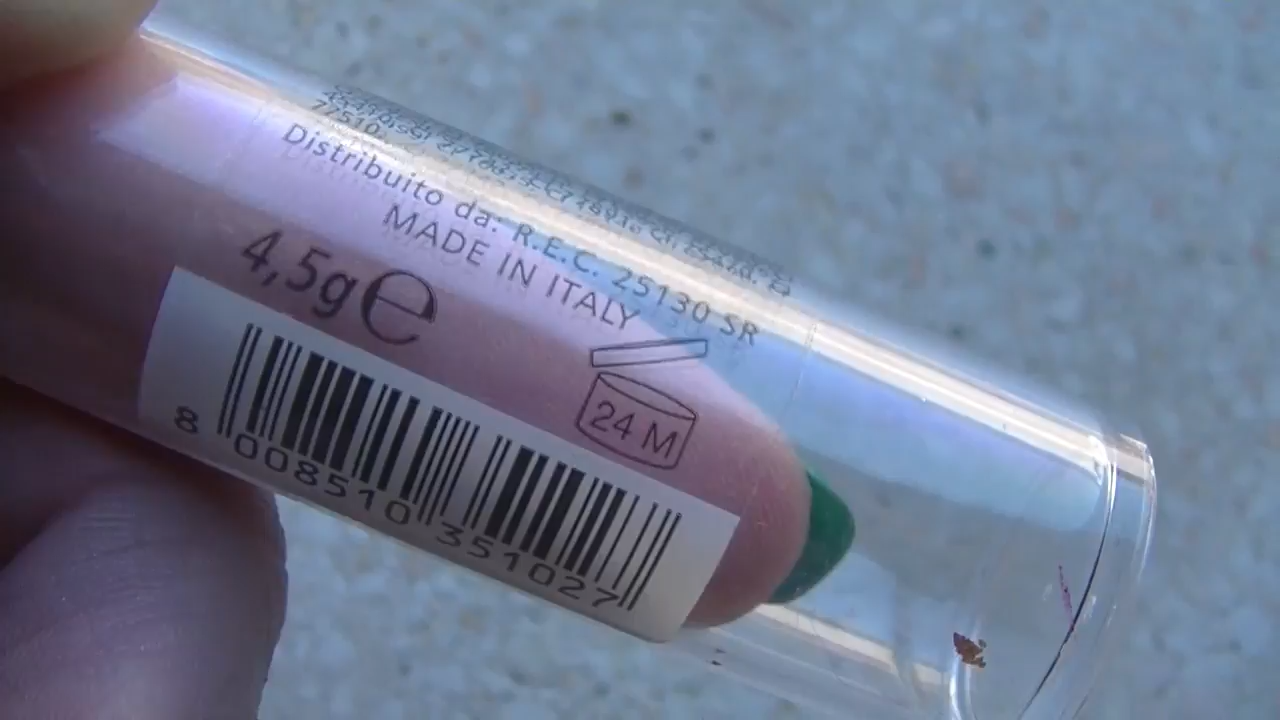 77510.
Distribuito da: R.E.C. 25130 SR
MADE IN ITALY
4,5g e
24 M
8 008510 351027